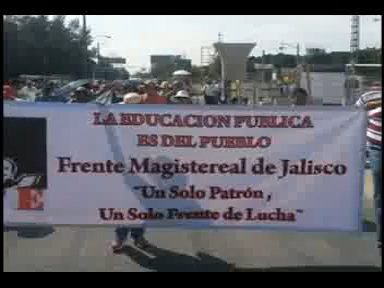 LA EDUCACION PUBLICA
ES DEL PUEBLO
Frente Magistereal de Jalisco
"Un Solo Patrón,
Un Solo Frente de Lucha"
E